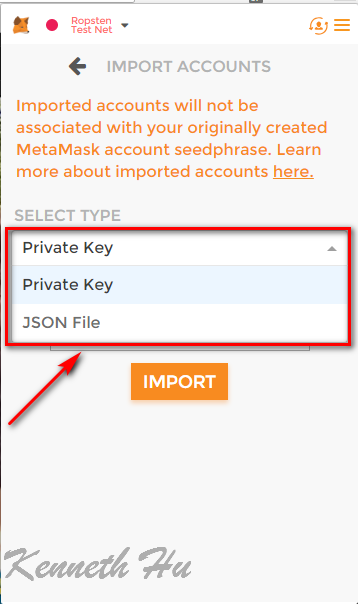 Ropsten
Test Net
IMPORT ACCOUNTS
Imported accounts will not be
associated with your originally created
MetaMask account seedphrase. Learn
more about imported accounts here.
SELECT TYPE
Private Key
Private Key
JSON File
IMPORT
Kenneth Hu